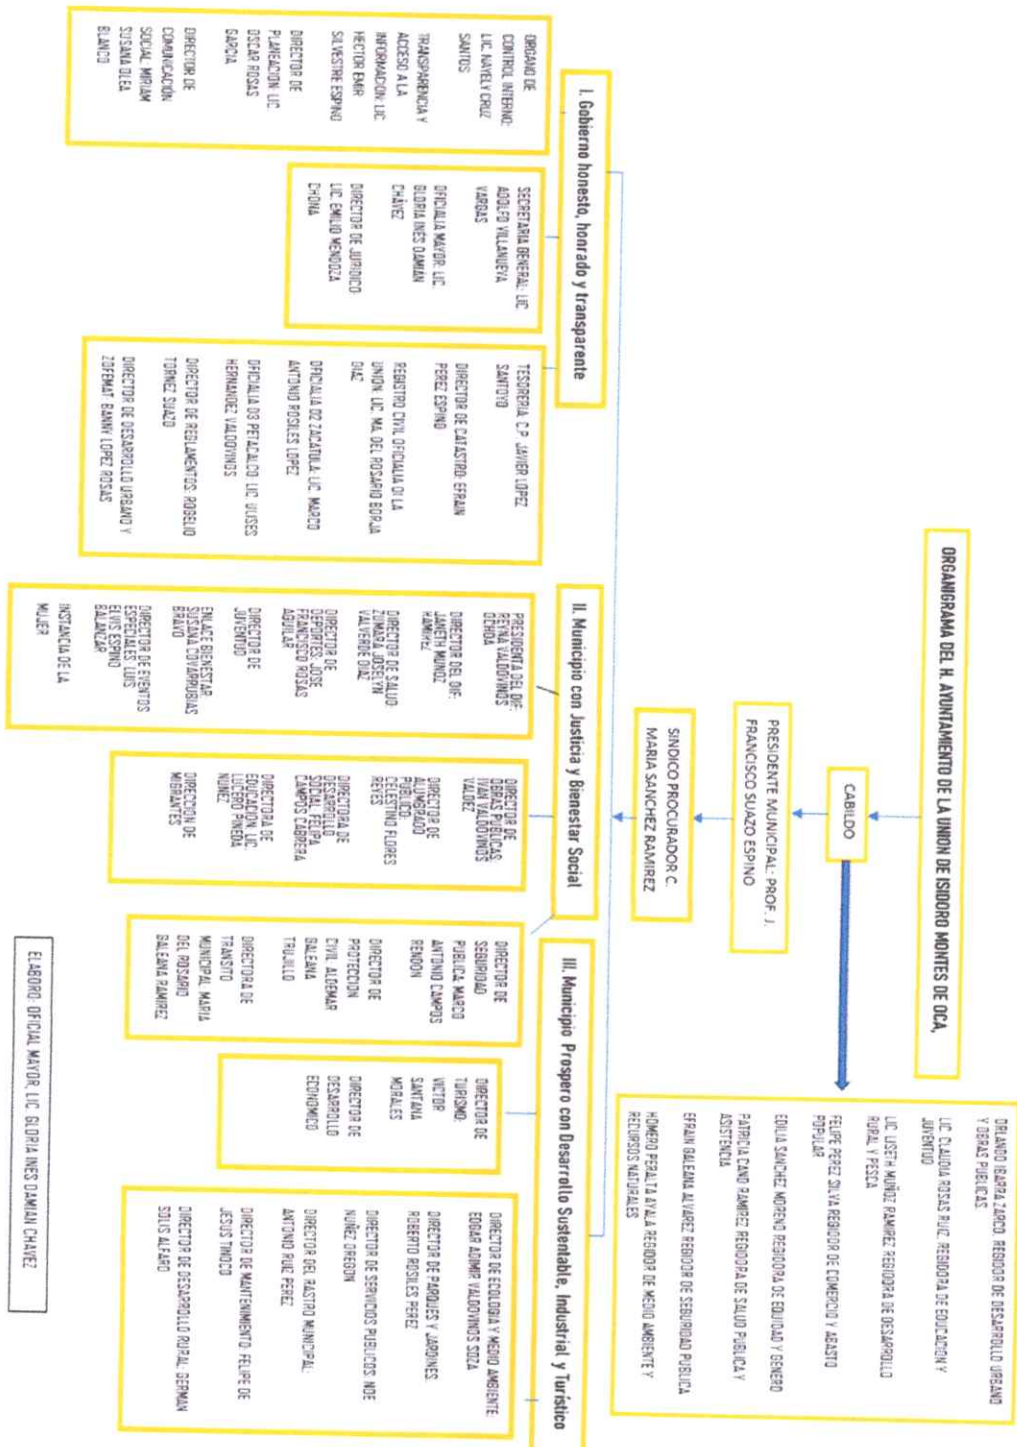 ORGANIGRAMA DEL H. AYUNTAMIENTO DE LA UNION DE ISIDORO MONTES DE OCA,
CABILDO
PRESIDENTE MUNICIPAL: PROF. J.
FRANCISCO SUAZO ESPINO
SINDICO PROCURADOR C.
MARIA SANCHEZ RAMIREZ
ORLANDO IBARRA ZARCO, REGIDOR DE DESARROLLO URBANO
Y OBRAS PUBLICAS.
LIC. CLAUDIA ROSAS RUIZ, REGIDORA DE EDUCACION Y
JUVENTUD
LIC. LISETH MUÑOZ RAMIREZ REGIDORA DE DESARROLLO
RURAL Y PESCA
FELIPE PEREZ SILVA REGIDOR DE COMERCIO Y ABASTO
POPULAR
EDILIA SANCHEZ MORENO REGIDORA DE EQUIDAD Y GENERO
PATRICIA CANO RAMIREZ REGIDORA DE SALUD PUBLICA Y
ASISTENCIA
EFRAIN GALEANA ALVAREZ REGIDOR DE SEGURIDAD PUBLICA
HOMERO PERALTA AYALA REGIDOR DE MEDIO AMBIENTE Y
RECURSOS NATURALES
I. Gobierno honesto, honrado y transparente
ORGANO DE
CONTROL INTERNO:
LIC. NAYELY CRUZ
SANTOS
TRANSPARENCIA Y
ACCESO A LA
INFORMACION: LIC.
HECTOR EMIR
SILVESTRE ESPINO
DIRECTOR DE
PLANEACION: LIC.
OSCAR ROSAS
GARCIA
DIRECTOR DE
COMUNICACIÓN
SOCIAL: MIRIAM
SUSANA OLEA
BLANCO
SECRETARIA GENERAL: LIC.
ADOLFO VILLANUEVA
VARGAS
OFICIALIA MAYOR: LIC.
GLORIA INÉS DAMIÁN
CHÁVEZ
DIRECTOR DE JURIDICO:
LIC. EMILIO MENDOZA
CHONA
TESORERIA: C.P. JAVIER LOPEZ
SANTOYO
DIRECTOR DE CATASTRO: EFRAIN
PEREZ ESPINO
REGISTRO CIVIL OFICIALIA 01 LA
UNION: LIC. MA. DEL ROSARIO BORJA
DIAZ
OFICIALIA 02 ZACATULA: LIC. MARCO
ANTONIO ROSILES LOPEZ
OFICIALIA 03 PETACALCO: LIC. ULISES
HERNANDEZ VALDOVINOS
DIRECTOR DE REGLAMENTOS: ROGELIO
TORNEZ SUAZO
DIRECTOR DE DESARROLLO URBANO Y
ZOFEMAT: BANNY LOPEZ ROSAS
II. Municipio con Justicia y Bienestar Social
PRESIDENTA DEL DIF:
REYNA VALDOVINOS
OCHOA
DIRECTOR DEL DIF:
JANETH MUÑOZ
RAMIREZ
DIRECTOR DE SALUD:
ZUMARA JOSELYN
VALVERDE DIAZ
DIRECTOR DE
DEPORTES: JOSE
FRANCISCO ROSAS
AGUILAR
DIRECTOR DE
JUVENTUD
ENLACE BIENESTAR:
SUSANA COVARRUBIAS
BRAVO
DIRECTOR DE EVENTOS
ESPECIALES: LUIS
ELVIS ESPINO
BALANZAR
INSTANCIA DE LA
MUJER
DIRECTOR DE
OBRAS PUBLICAS:
IVAN VALDOVINOS
VALDEZ
DIRECTOR DE
ALUMBRADO
PUBLICO:
CELESTINO FLORES
REYES
DIRECTORA DE
DESARROLLO
SOCIAL: FELIPA
CAMPOS CABRERA
DIRECTORA DE
EDUCACION: LIC.
LUCERO PINEDA
NUÑEZ
DIRECCION DE
MIGRANTES
DIRECTOR DE
SEGURIDAD
PUBLICA: MARCO
ANTONIO CAMPOS
RENDON
DIRECTOR DE
PROTECCION
CIVIL: ALDEMAR
GALEANA
TRUJILLO
DIRECTORA DE
TRANSITO
MUNICIPAL: MARIA
DEL ROSARIO
GALEANA RAMIREZ
III. Municipio Prospero con Desarrollo Sustentable, Industrial y Turístico
DIRECTOR DE
TURISMO:
VICTOR
SANTANA
MORALES
DIRECTOR DE
DESARROLLO
ECONOMICO
DIRECTOR DE ECOLOGIA Y MEDIO AMBIENTE:
EDGAR ADMIR VALDOVINOS SOZA
DIRECTOR DE PARQUES Y JARDINES:
ROBERTO ROSILES PEREZ
DIRECTOR DE SERVICIOS PUBLICOS: NOE
NUÑEZ OREGON
DIRECTOR DEL RASTRO MUNICIPAL:
ANTONIO RUIZ PEREZ
DIRECTOR DE MANTENIMIENTO: FELIPE DE
JESUS TINOCO
DIRECTOR DE DESARROLLO RURAL: GERMAN
SOLIS ALFARO
ELABORO: OFICIAL MAYOR, LIC. GLORIA INES DAMIAN CHAVEZ